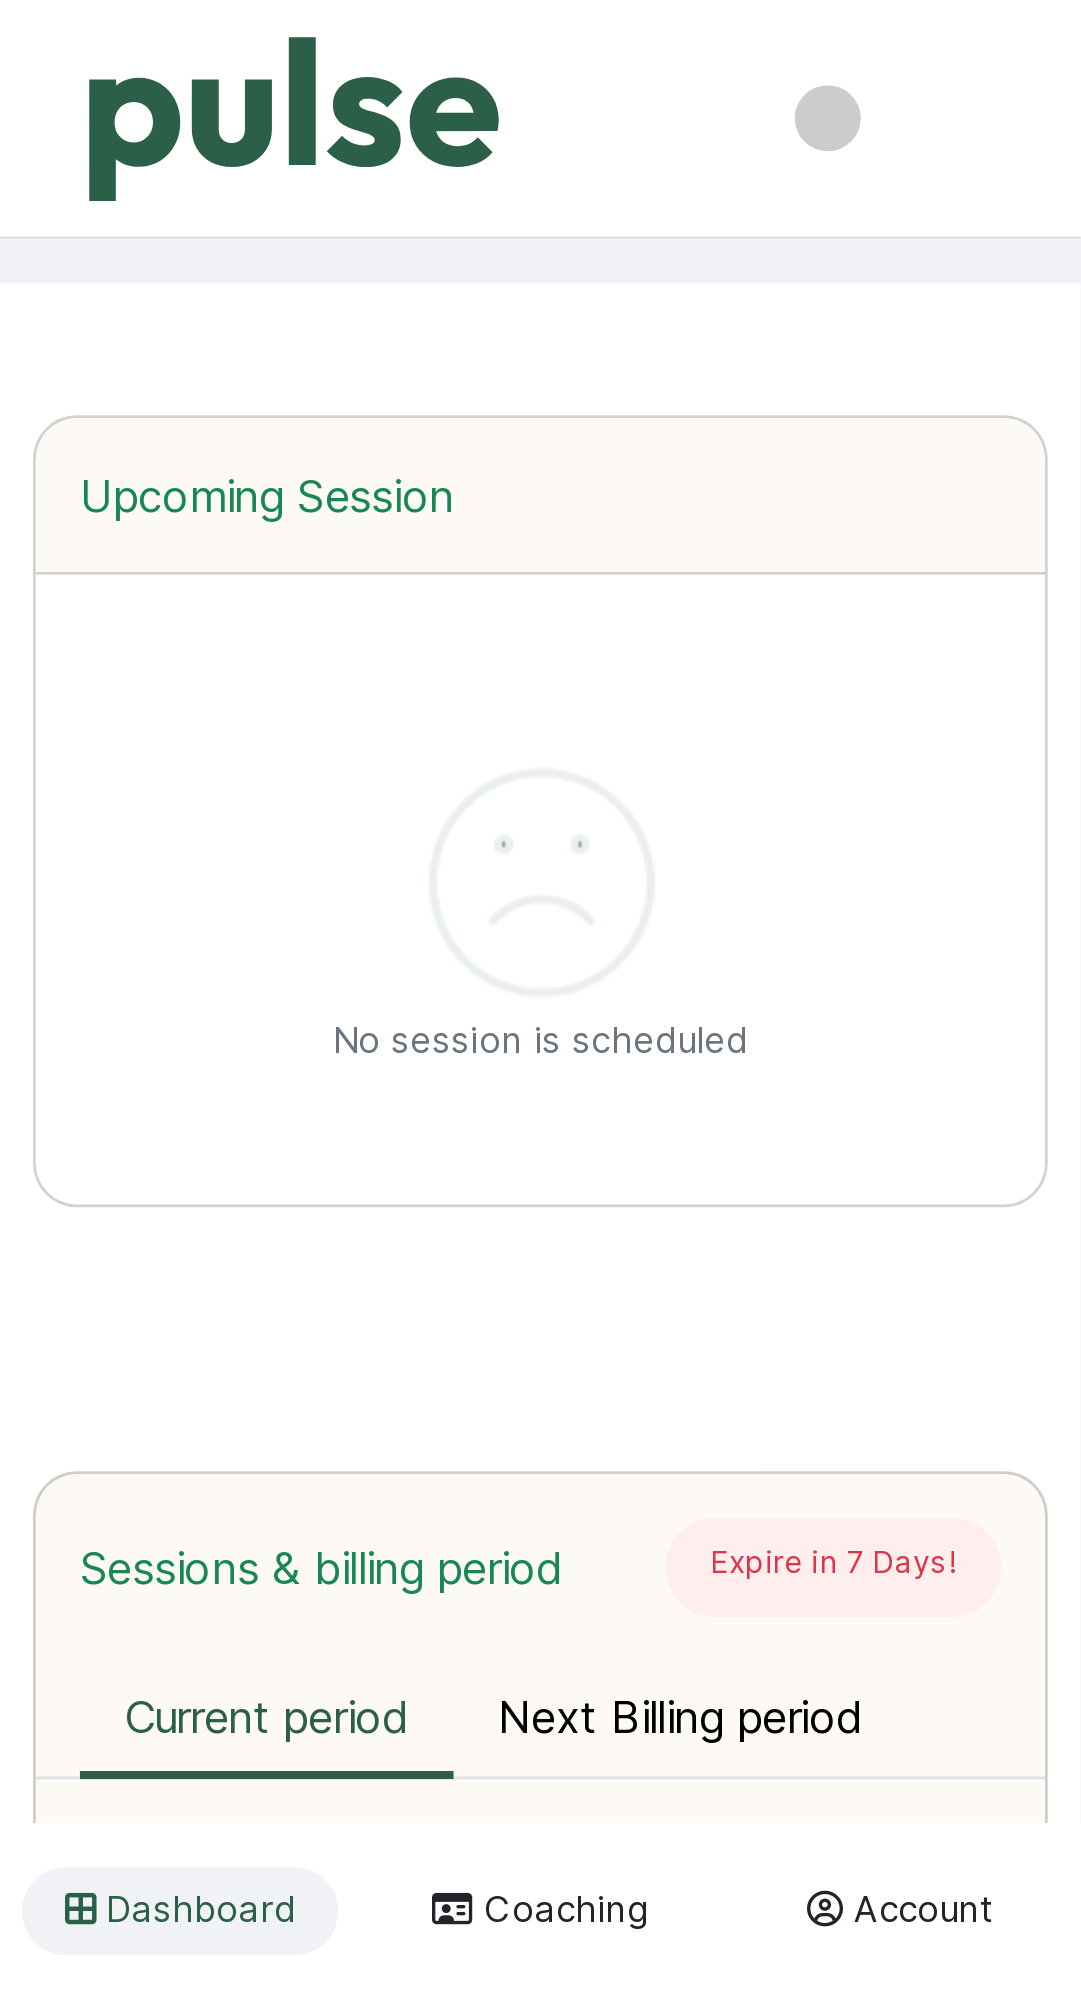 pulse
Upcoming Session
No session is scheduled
Sessions & billing period
Expire in 7 Days!
Current period
Next Billing period
Dashboard
Coaching
Account